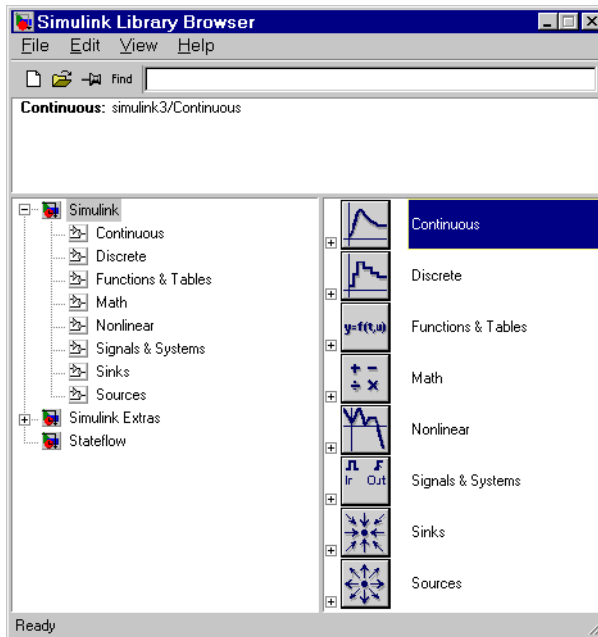 Simulink Library Browser
File Edit View Help
Find
Continuous: simulink3/Continuous
Simulink
Continuous
Discrete
Functions & Tables
Math
Nonlinear
Signals & Systems
Sinks
Sources
Simulink Extras
Stateflow
Continuous
Discrete
y=f(t,u) Functions & Tables
+ − ÷ × Math
Nonlinear
In Out Signals & Systems
Sinks
Sources
Ready